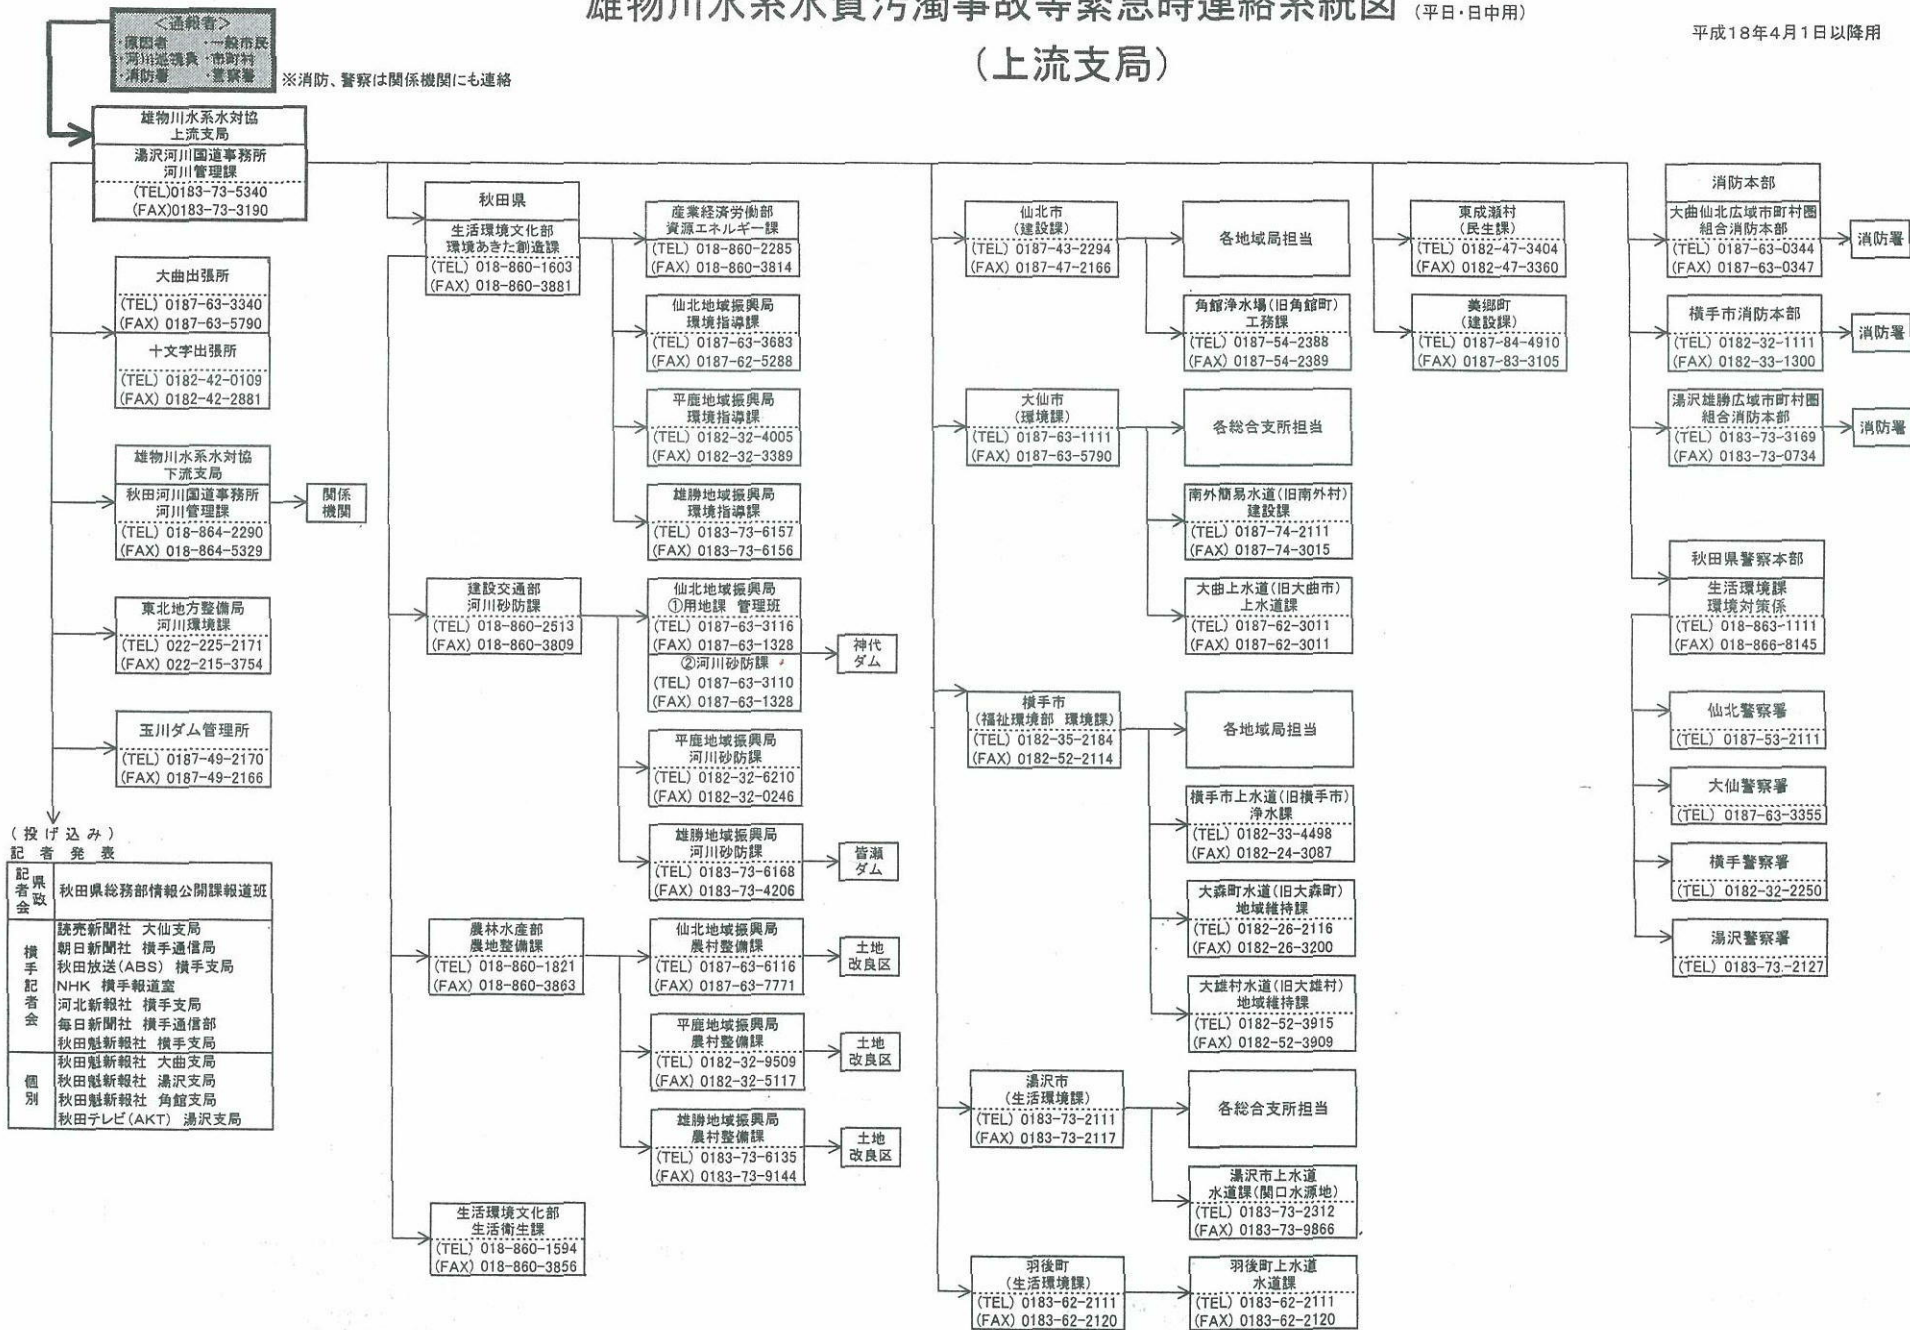 雄物川水系水質汚濁事故等緊急時連絡系統図 (平日・日中用)
(上流支局)
平成18年4月1日以降用
<通報者>
・原因者 ・一般市民
・河川巡視員 ・市町村
・消防署 ・警察署
※消防、警察は関係機関にも連絡
雄物川水系水対協
上流支局
湯沢河川国道事務所
河川管理課
(TEL)0183-73-5340
(FAX)0183-73-3190
大曲出張所
(TEL) 0187-63-3340
(FAX) 0187-63-5790
十文字出張所
(TEL) 0182-42-0109
(FAX) 0182-42-2881
雄物川水系水対協
下流支局
秋田河川国道事務所
河川管理課
(TEL) 018-864-2290
(FAX) 018-864-5329
関係
機関
東北地方整備局
河川環境課
(TEL) 022-225-2171
(FAX) 022-215-3754
玉川ダム管理所
(TEL) 0187-49-2170
(FAX) 0187-49-2166
(投げ込み)
記者発表
県政記者会
秋田県総務部情報公開課報道班
横手記者会
読売新聞社 大仙支局
朝日新聞社 横手通信局
秋田放送(ABS) 横手支局
NHK 横手報道室
河北新報社 横手支局
毎日新聞社 横手通信部
秋田魁新報社 横手支局
個別
秋田魁新報社 大曲支局
秋田魁新報社 湯沢支局
秋田魁新報社 角館支局
秋田テレビ(AKT) 湯沢支局
秋田県
生活環境文化部
環境あきた創造課
(TEL) 018-860-1603
(FAX) 018-860-3881
産業経済労働部
資源エネルギー課
(TEL) 018-860-2285
(FAX) 018-860-3814
仙北地域振興局
環境指導課
(TEL) 0187-63-3683
(FAX) 0187-62-5288
平鹿地域振興局
環境指導課
(TEL) 0182-32-4005
(FAX) 0182-32-3389
雄勝地域振興局
環境指導課
(TEL) 0183-73-6157
(FAX) 0183-73-6156
建設交通部
河川砂防課
(TEL) 018-860-2513
(FAX) 018-860-3809
仙北地域振興局
①用地課 管理班
(TEL) 0187-63-3116
(FAX) 0187-63-1328
②河川砂防課
(TEL) 0187-63-3110
(FAX) 0187-63-1328
神代
ダム
平鹿地域振興局
河川砂防課
(TEL) 0182-32-6210
(FAX) 0182-32-0246
雄勝地域振興局
河川砂防課
(TEL) 0183-73-6168
(FAX) 0183-73-4206
皆瀬
ダム
農林水産部
農地整備課
(TEL) 018-860-1821
(FAX) 018-860-3863
仙北地域振興局
農村整備課
(TEL) 0187-63-6116
(FAX) 0187-63-7771
土地
改良区
平鹿地域振興局
農村整備課
(TEL) 0182-32-9509
(FAX) 0182-32-5117
土地
改良区
雄勝地域振興局
農村整備課
(TEL) 0183-73-6135
(FAX) 0183-73-9144
土地
改良区
生活環境文化部
生活衛生課
(TEL) 018-860-1594
(FAX) 018-860-3856
仙北市
(建設課)
(TEL) 0187-43-2294
(FAX) 0187-47-2166
各地域局担当
角館浄水場(旧角館町)
工務課
(TEL) 0187-54-2388
(FAX) 0187-54-2389
大仙市
(環境課)
(TEL) 0187-63-1111
(FAX) 0187-63-5790
各総合支所担当
南外簡易水道(旧南外村)
建設課
(TEL) 0187-74-2111
(FAX) 0187-74-3015
大曲上水道(旧大曲市)
上水道課
(TEL) 0187-62-3011
(FAX) 0187-62-3011
横手市
(福祉環境部 環境課)
(TEL) 0182-35-2184
(FAX) 0182-52-2114
各地域局担当
横手市上水道(旧横手市)
浄水課
(TEL) 0182-33-4498
(FAX) 0182-24-3087
大森町水道(旧大森町)
地域維持課
(TEL) 0182-26-2116
(FAX) 0182-26-3200
大雄村水道(旧大雄村)
地域維持課
(TEL) 0182-52-3915
(FAX) 0182-52-3909
湯沢市
(生活環境課)
(TEL) 0183-73-2111
(FAX) 0183-73-2117
各総合支所担当
湯沢市上水道
水道課(関口水源地)
(TEL) 0183-73-2312
(FAX) 0183-73-9866
羽後町
(生活環境課)
(TEL) 0183-62-2111
(FAX) 0183-62-2120
羽後町上水道
水道課
(TEL) 0183-62-2111
(FAX) 0183-62-2120
東成瀬村
(民生課)
(TEL) 0182-47-3404
(FAX) 0182-47-3360
美郷町
(建設課)
(TEL) 0187-84-4910
(FAX) 0187-83-3105
消防本部
大曲仙北広域市町村圏
組合消防本部
(TEL) 0187-63-0344
(FAX) 0187-63-0347
消防署
横手市消防本部
(TEL) 0182-32-1111
(FAX) 0182-33-1300
消防署
湯沢雄勝広域市町村圏
組合消防本部
(TEL) 0183-73-3169
(FAX) 0183-73-0734
消防署
秋田県警察本部
生活環境課
環境対策係
(TEL) 018-863-1111
(FAX) 018-866-8145
仙北警察署
(TEL) 0187-53-2111
大仙警察署
(TEL) 0187-63-3355
横手警察署
(TEL) 0182-32-2250
湯沢警察署
(TEL) 0183-73-2127